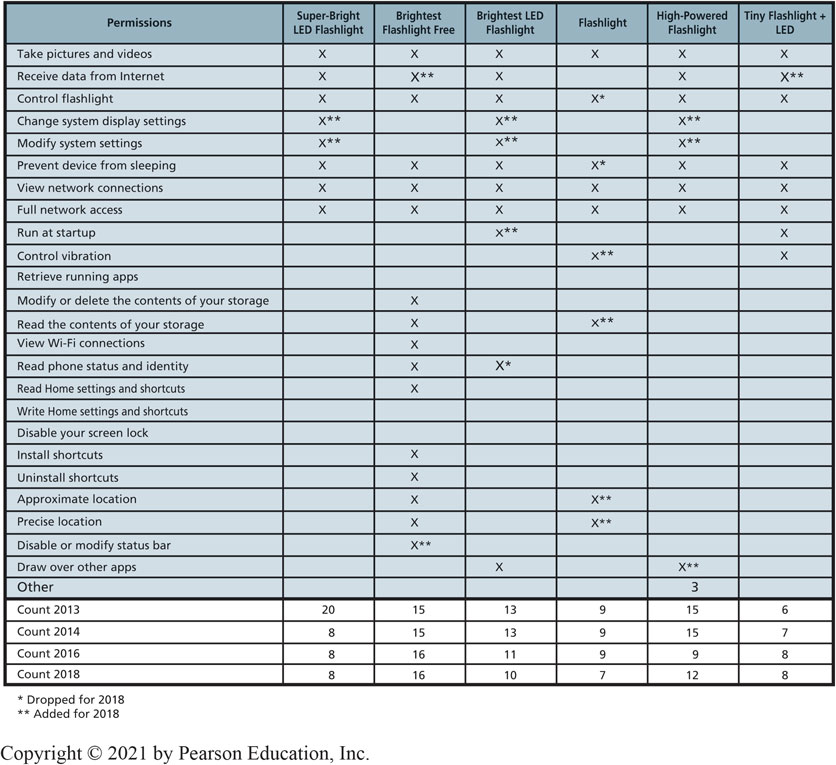 Permissions Super-Bright LED Flashlight Brightest Flashlight Free Brightest LED Flashlight Flashlight High-Powered Flashlight Tiny Flashlight + LED
Take pictures and videos X X X X X X
Receive data from Internet X X** X X X**
Control flashlight X X X X* X X
Change system display settings X** X** X**
Modify system settings X** X** X**
Prevent device from sleeping X X X X* X X
View network connections X X X X X X
Full network access X X X X X X
Run at startup X** X
Control vibration X** X
Retrieve running apps
Modify or delete the contents of your storage X
Read the contents of your storage X X**
View Wi-Fi connections X
Read phone status and identity X X*
Read Home settings and shortcuts X
Write Home settings and shortcuts
Disable your screen lock
Install shortcuts X
Uninstall shortcuts X
Approximate location X X**
Precise location X X**
Disable or modify status bar X**
Draw over other apps X X**
Other 3
Count 2013 20 15 13 9 15 6
Count 2014 8 15 13 9 15 7
Count 2016 8 16 11 9 9 8
Count 2018 8 16 10 7 12 8
* Dropped for 2018
** Added for 2018
Copyright © 2021 by Pearson Education, Inc.